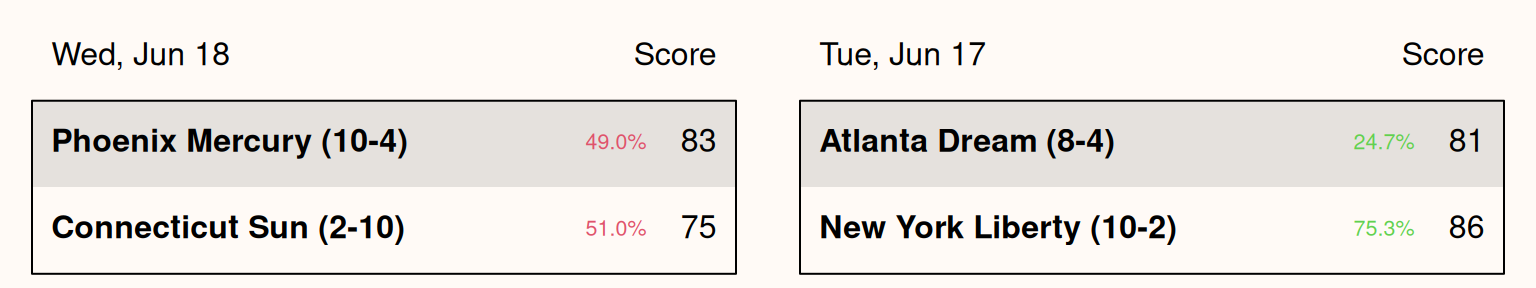 Wed, Jun 18 Score
Phoenix Mercury (10-4) 49.0% 83
Connecticut Sun (2-10) 51.0% 75
Tue, Jun 17 Score
Atlanta Dream (8-4) 24.7% 81
New York Liberty (10-2) 75.3% 86